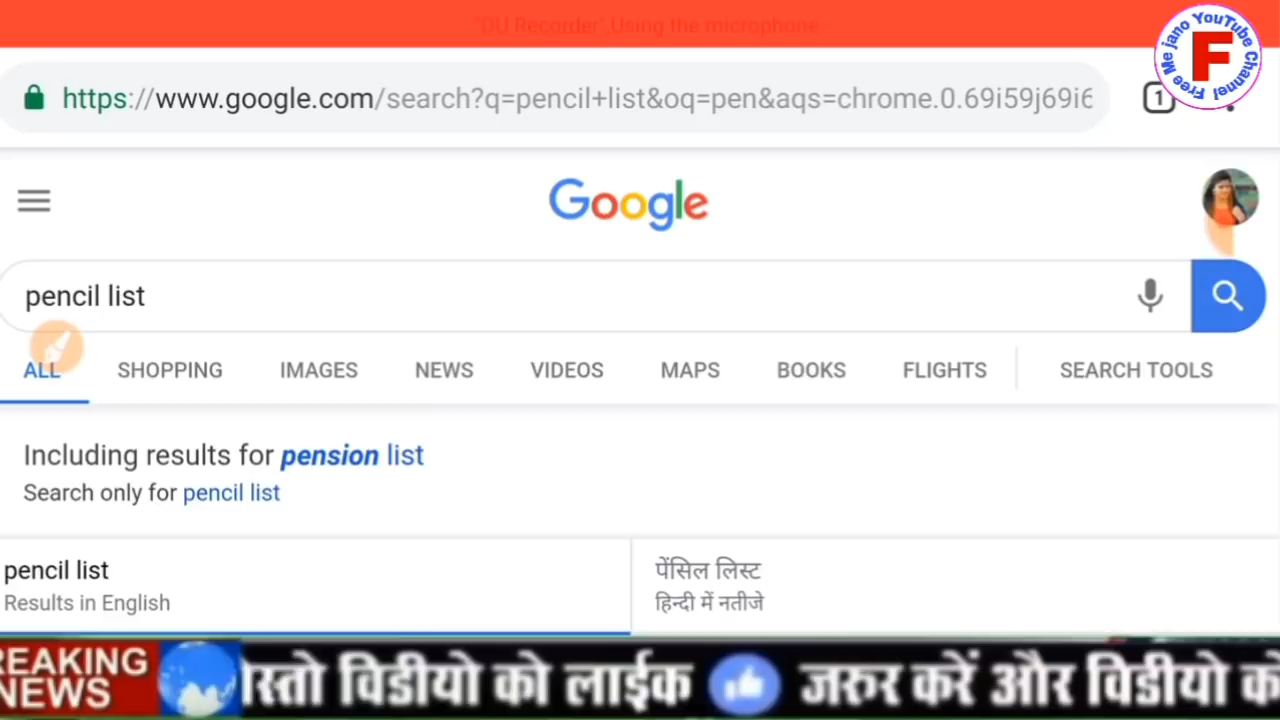 "DU Recorder",Using the microphone
Free Me jano YouTube Channel
F
https://www.google.com/search?q=pencil+list&oq=pen&aqs=chrome.0.69i59j69i6
1
Google
pencil list
ALL SHOPPING IMAGES NEWS VIDEOS MAPS BOOKS FLIGHTS SEARCH TOOLS
Including results for pension list
Search only for pencil list
pencil list
Results in English
पेंसिल लिस्ट
हिन्दी में नतीजे
REAKING
NEWS
स्तो विडीयो को लाईक जरुर करें और विडीयो को